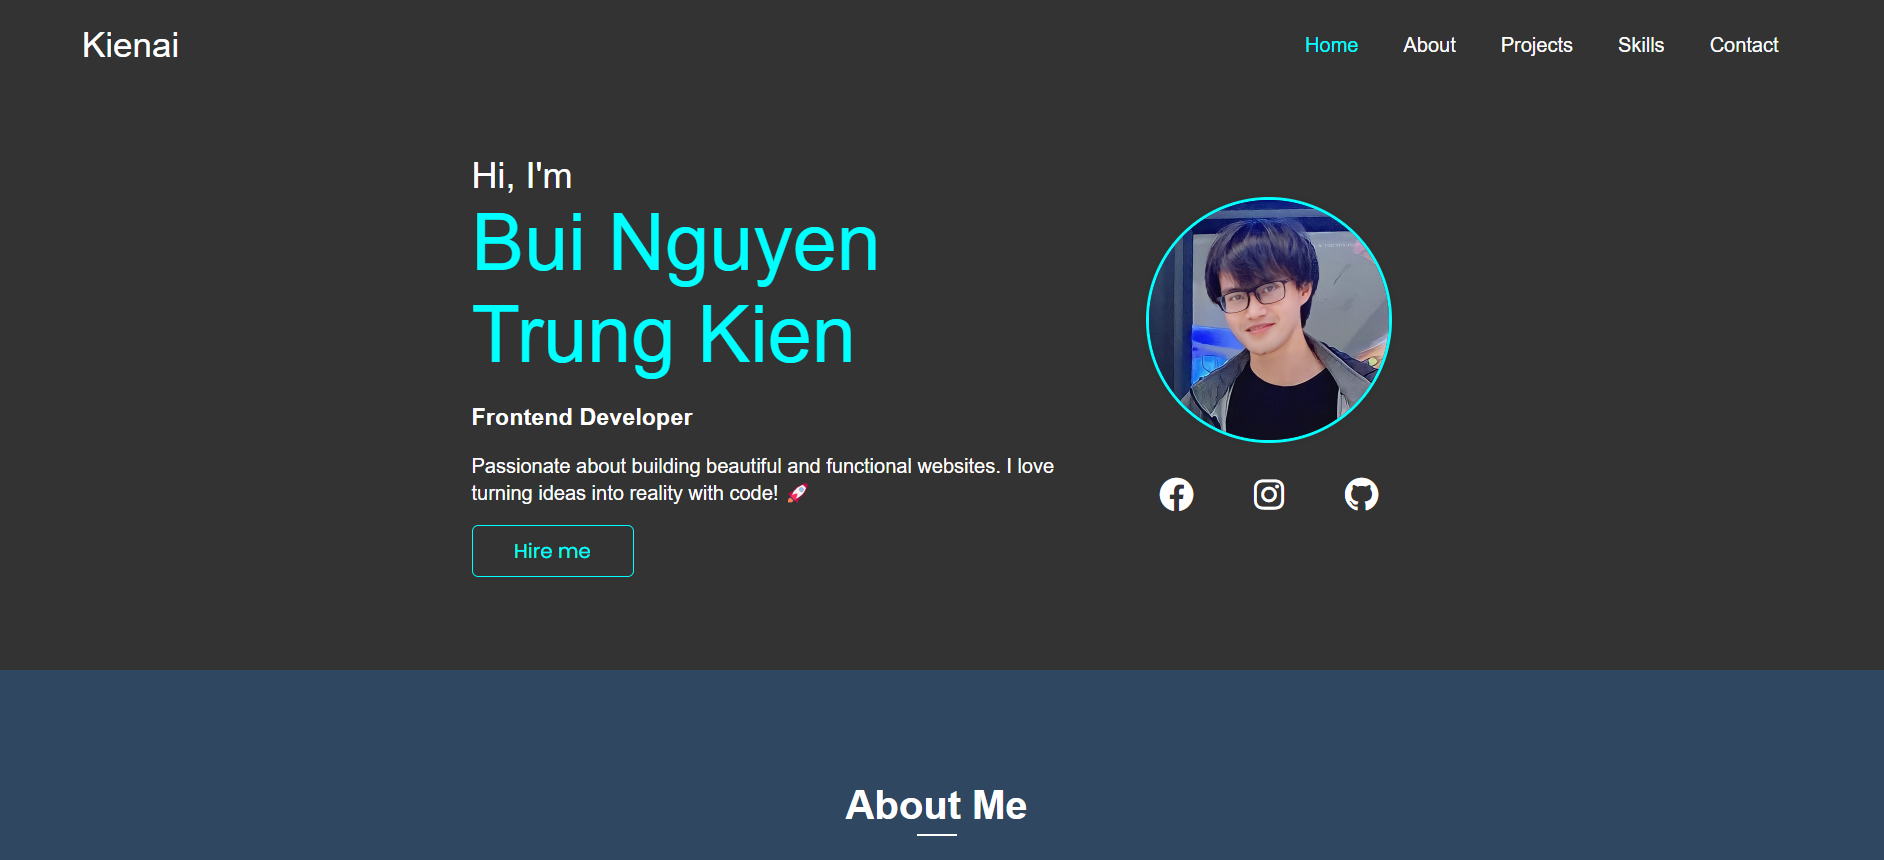 Kienai
Home About Projects Skills Contact
Hi, I'm
Bui Nguyen
Trung Kien
Frontend Developer
Passionate about building beautiful and functional websites. I love
turning ideas into reality with code! 🚀
Hire me
About Me